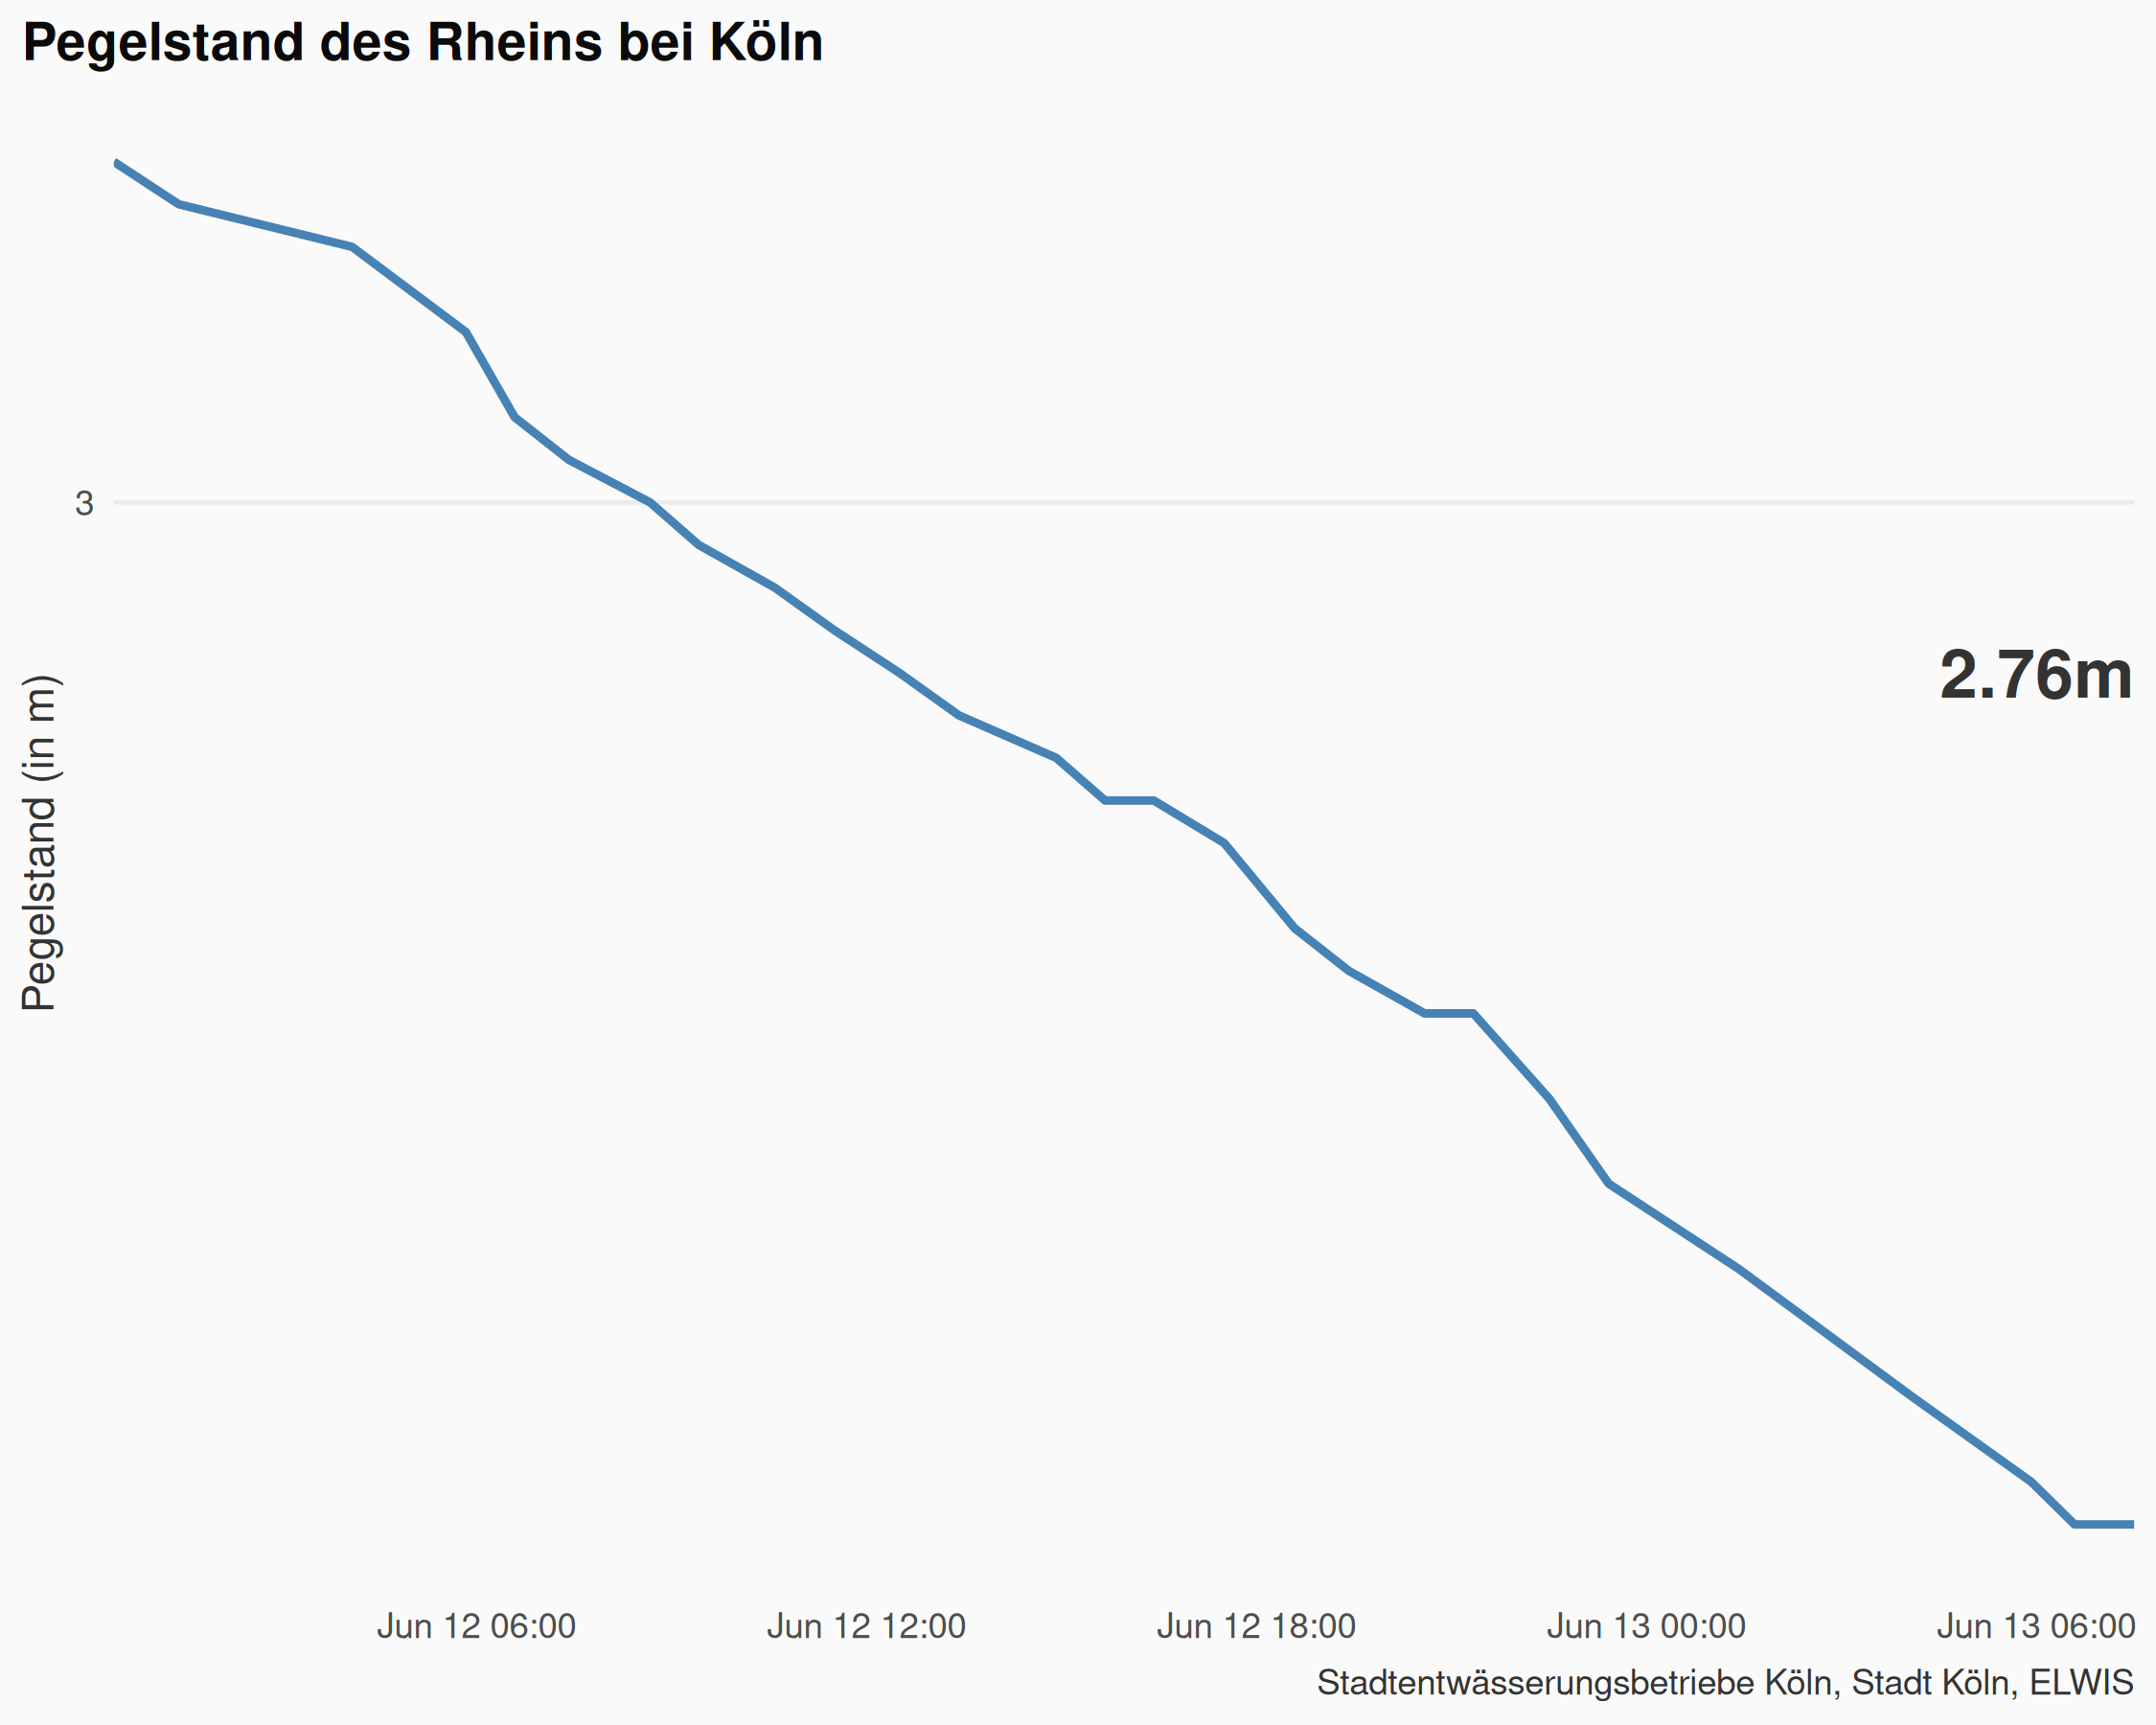 Pegelstand des Rheins bei Köln
3
2.76m
Pegelstand (in m)
Jun 12 06:00 Jun 12 12:00 Jun 12 18:00 Jun 13 00:00 Jun 13 06:00
Stadtentwässerungsbetriebe Köln, Stadt Köln, ELWIS